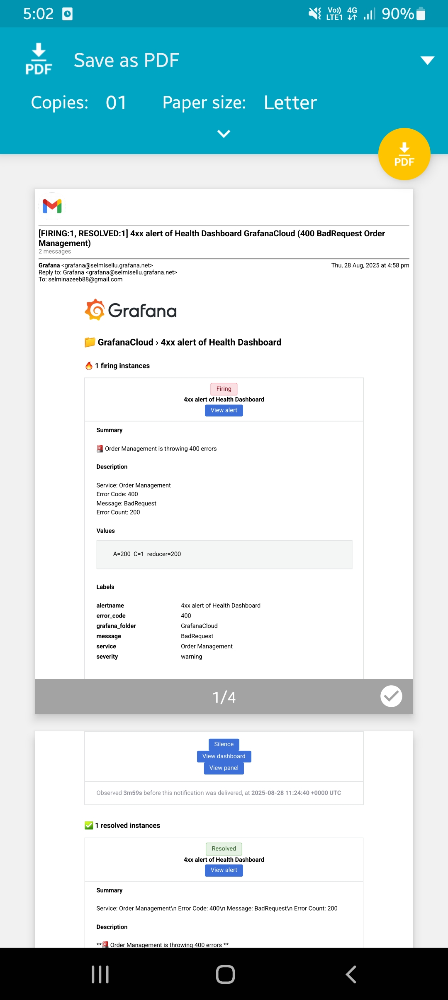 5:02
Vo))
LTE1
4G
90%
PDF
Save as PDF
Copies: 01 Paper size: Letter
PDF
[FIRING:1, RESOLVED:1] 4xx alert of Health Dashboard GrafanaCloud (400 BadRequest Order
Management)
2 messages
Grafana <grafana@selmisellu.grafana.net> Thu, 28 Aug, 2025 at 4:58 pm
Reply to: Grafana <grafana@selmisellu.grafana.net>
To: selminazeeb88@gmail.com
Grafana
📁 GrafanaCloud › 4xx alert of Health Dashboard
🔥 1 firing instances
Firing
4xx alert of Health Dashboard
View alert
Summary
🚨 Order Management is throwing 400 errors
Description
Service: Order Management
Error Code: 400
Message: BadRequest
Error Count: 200
Values
A=200 C=1 reducer=200
Labels
alertname 4xx alert of Health Dashboard
error_code 400
grafana_folder GrafanaCloud
message BadRequest
service Order Management
severity warning
1/4
Silence
View dashboard
View panel
Observed 3m59s before this notification was delivered, at 2025-08-28 11:24:40 +0000 UTC
✅ 1 resolved instances
Resolved
4xx alert of Health Dashboard
View alert
Summary
Service: Order Management\n Error Code: 400\n Message: BadRequest\n Error Count: 200
Description
**🚨 Order Management is throwing 400 errors **